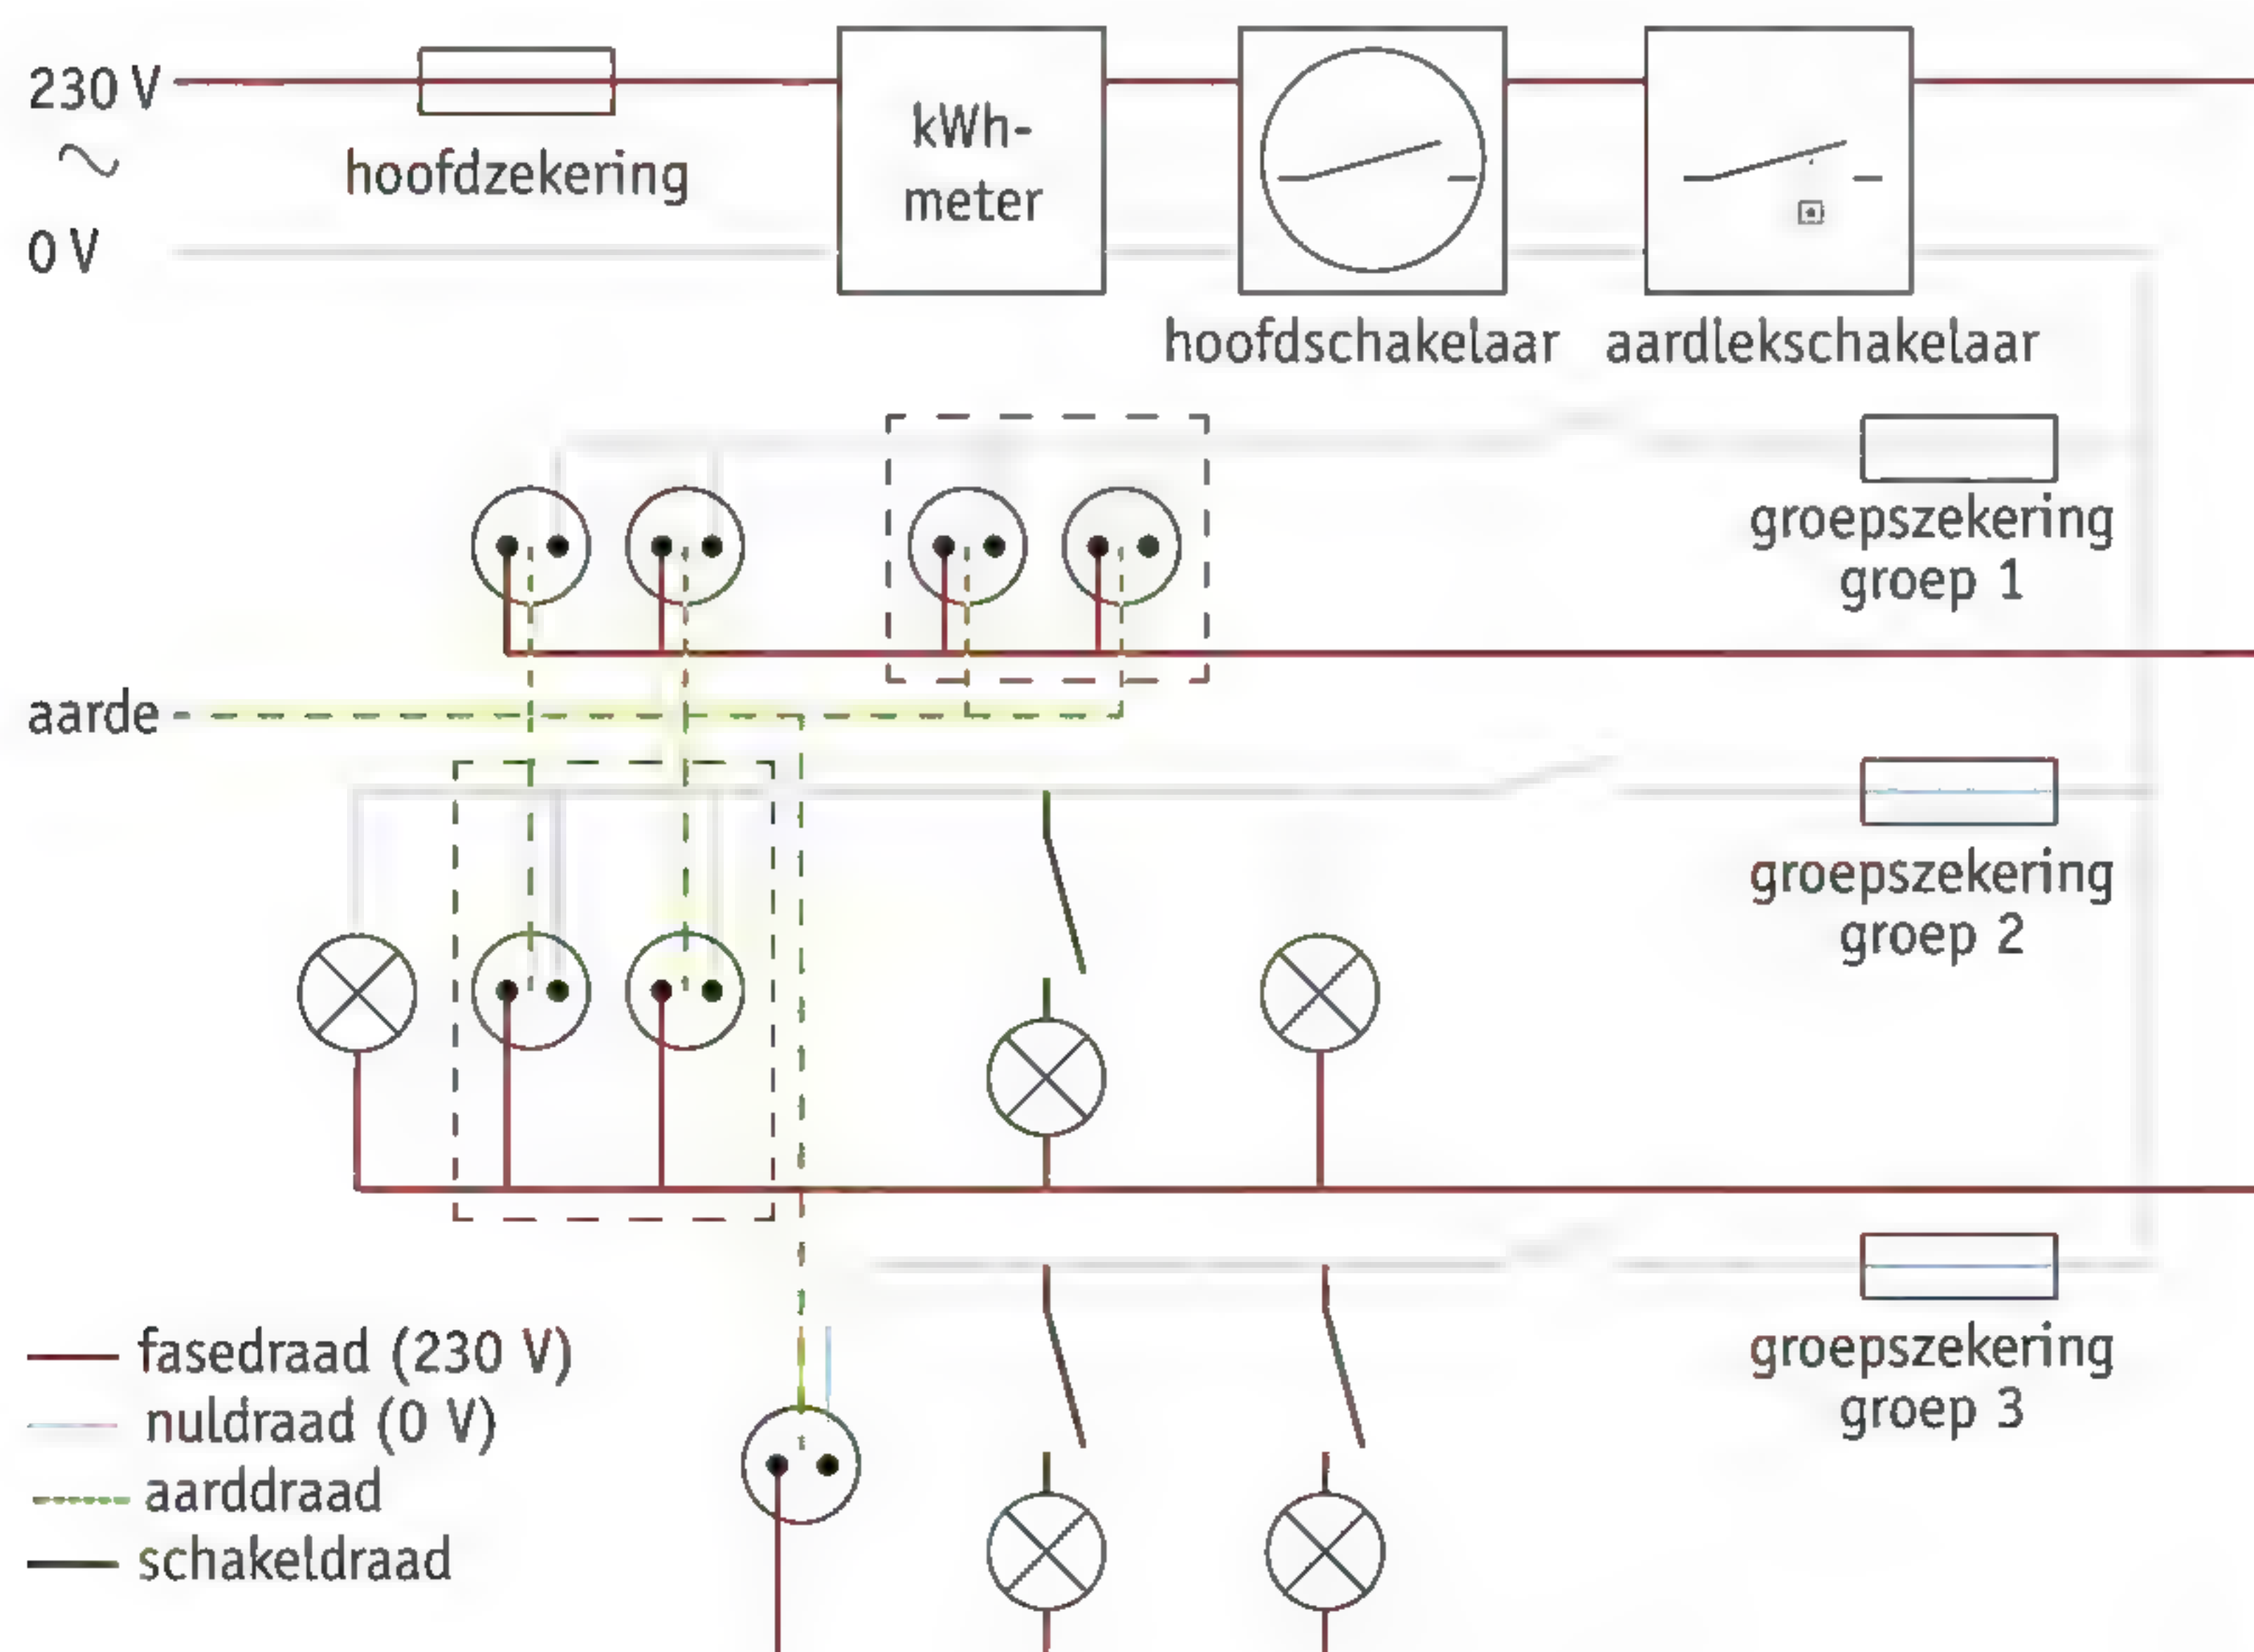 230 V
~
0 V
hoofdzekering
kWh-
meter
hoofdschakelaar
aardlekschakelaar
groepszekering
groep 1
aarde
groepszekering
groep 2
groepszekering
groep 3
fasedraad (230 V)
nuldraad (0 V)
aarddraad
schakeldraad